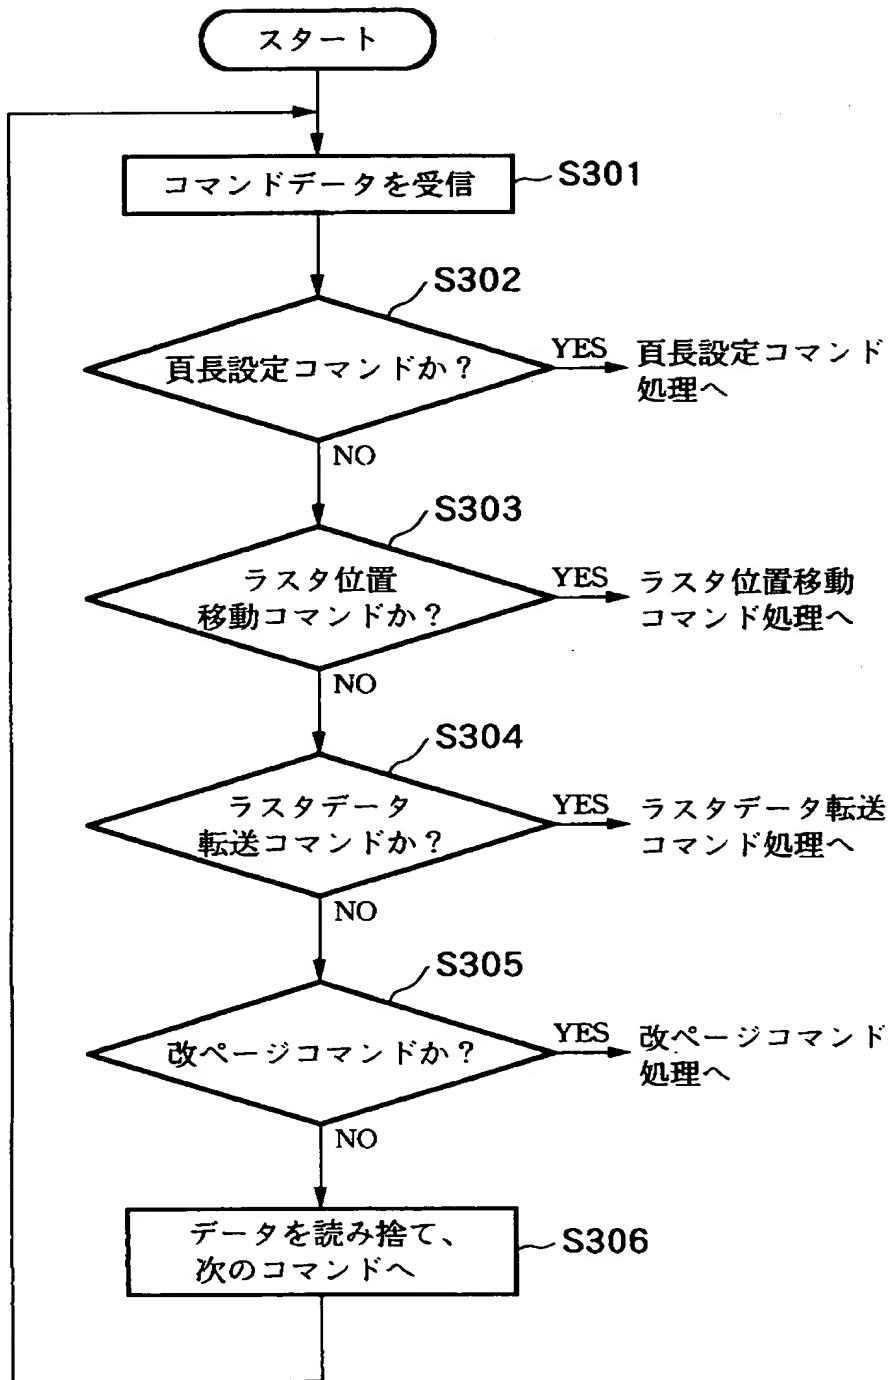 スタート
コマンドデータを受信
S301
S302
頁長設定コマンドか？
YES
頁長設定コマンド
処理へ
NO
S303
ラスタ位置
移動コマンドか？
YES
ラスタ位置移動
コマンド処理へ
NO
S304
ラスタデータ
転送コマンドか？
YES
ラスタデータ転送
コマンド処理へ
NO
S305
改ページコマンドか？
YES
改ページコマンド
処理へ
NO
データを読み捨て、
次のコマンドへ
S306